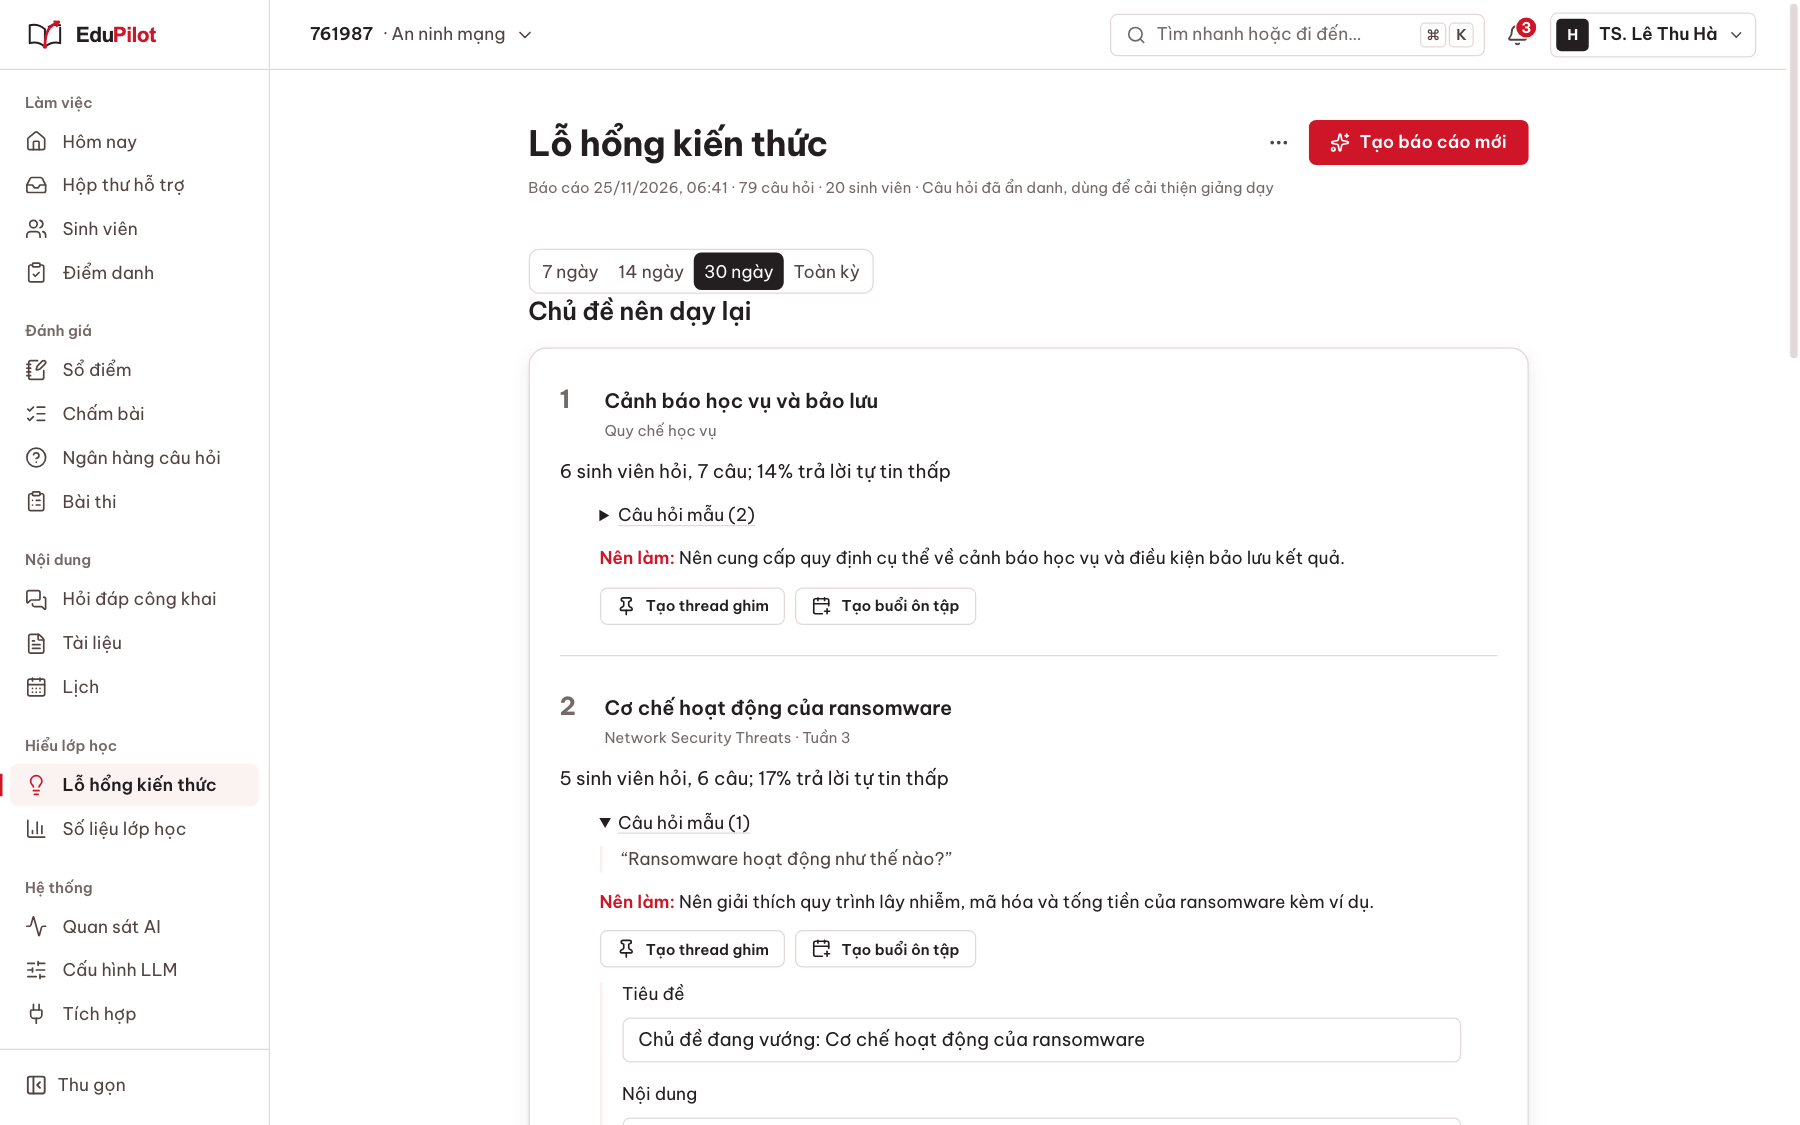 EduPilot
761987 · An ninh mạng
Tìm nhanh hoặc đi đến...
⌘ K
3
H
TS. Lê Thu Hà
Làm việc
Hôm nay
Hộp thư hỗ trợ
Sinh viên
Điểm danh
Đánh giá
Sổ điểm
Chấm bài
Ngân hàng câu hỏi
Bài thi
Nội dung
Hỏi đáp công khai
Tài liệu
Lịch
Hiểu lớp học
Lỗ hổng kiến thức
Số liệu lớp học
Hệ thống
Quan sát AI
Cấu hình LLM
Tích hợp
Thu gọn
Lỗ hổng kiến thức
Tạo báo cáo mới
Báo cáo 25/11/2026, 06:41 · 79 câu hỏi · 20 sinh viên · Câu hỏi đã ẩn danh, dùng để cải thiện giảng dạy
7 ngày 14 ngày 30 ngày Toàn kỳ
Chủ đề nên dạy lại
1 Cảnh báo học vụ và bảo lưu
Quy chế học vụ
6 sinh viên hỏi, 7 câu; 14% trả lời tự tin thấp
Câu hỏi mẫu (2)
Nên làm: Nên cung cấp quy định cụ thể về cảnh báo học vụ và điều kiện bảo lưu kết quả.
Tạo thread ghim Tạo buổi ôn tập
2 Cơ chế hoạt động của ransomware
Network Security Threats · Tuần 3
5 sinh viên hỏi, 6 câu; 17% trả lời tự tin thấp
Câu hỏi mẫu (1)
“Ransomware hoạt động như thế nào?”
Nên làm: Nên giải thích quy trình lây nhiễm, mã hóa và tống tiền của ransomware kèm ví dụ.
Tạo thread ghim Tạo buổi ôn tập
Tiêu đề
Chủ đề đang vướng: Cơ chế hoạt động của ransomware
Nội dung